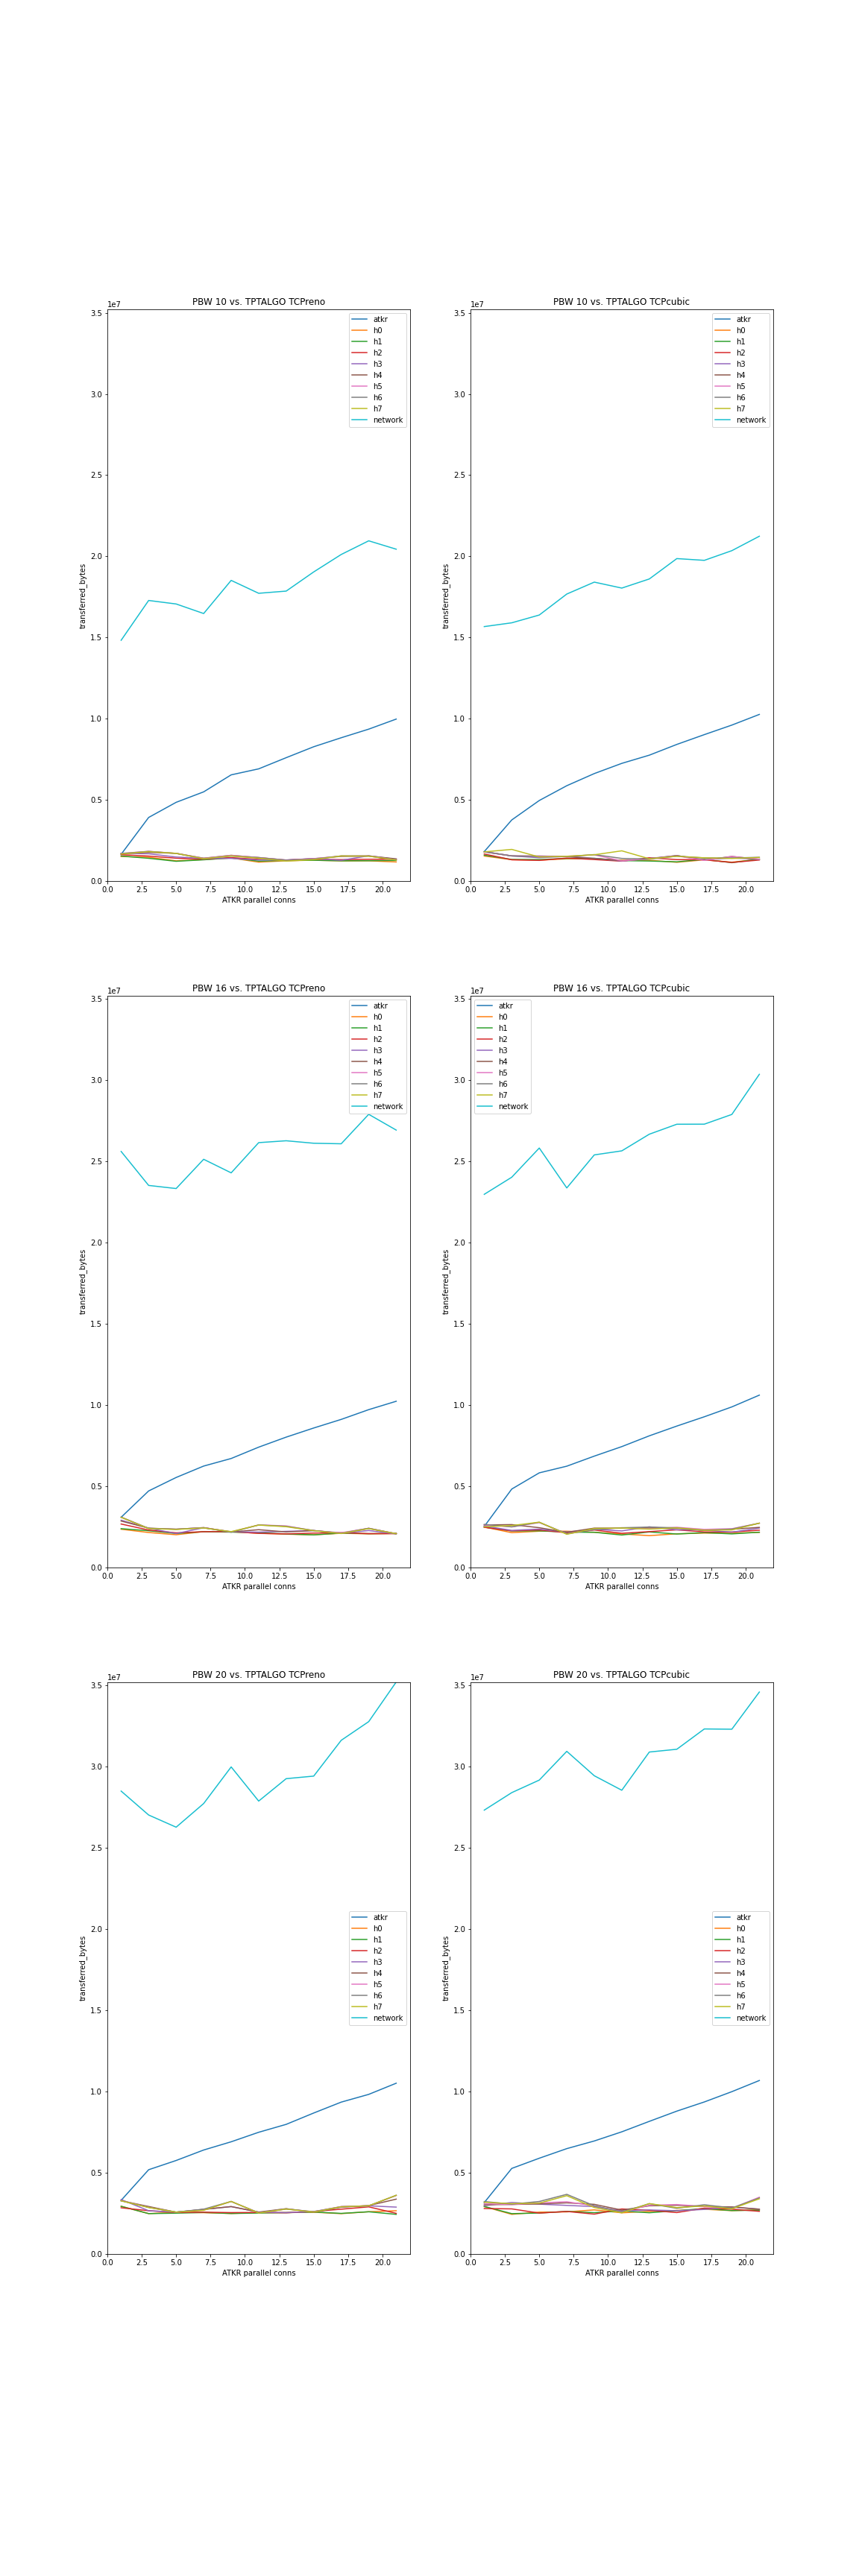 PBW 10 vs. TPTALGO TCPreno
1e7
transferred_bytes
3.5
3.0
2.5
2.0
1.5
1.0
0.5
0.0
0.0 2.5 5.0 7.5 10.0 12.5 15.0 17.5 20.0
ATKR parallel conns
atkr
h0
h1
h2
h3
h4
h5
h6
h7
network
PBW 10 vs. TPTALGO TCPcubic
1e7
transferred_bytes
3.5
3.0
2.5
2.0
1.5
1.0
0.5
0.0
0.0 2.5 5.0 7.5 10.0 12.5 15.0 17.5 20.0
ATKR parallel conns
atkr
h0
h1
h2
h3
h4
h5
h6
h7
network
PBW 16 vs. TPTALGO TCPreno
1e7
transferred_bytes
3.5
3.0
2.5
2.0
1.5
1.0
0.5
0.0
0.0 2.5 5.0 7.5 10.0 12.5 15.0 17.5 20.0
ATKR parallel conns
atkr
h0
h1
h2
h3
h4
h5
h6
h7
network
PBW 16 vs. TPTALGO TCPcubic
1e7
transferred_bytes
3.5
3.0
2.5
2.0
1.5
1.0
0.5
0.0
0.0 2.5 5.0 7.5 10.0 12.5 15.0 17.5 20.0
ATKR parallel conns
atkr
h0
h1
h2
h3
h4
h5
h6
h7
network
PBW 20 vs. TPTALGO TCPreno
1e7
transferred_bytes
3.5
3.0
2.5
2.0
1.5
1.0
0.5
0.0
0.0 2.5 5.0 7.5 10.0 12.5 15.0 17.5 20.0
ATKR parallel conns
atkr
h0
h1
h2
h3
h4
h5
h6
h7
network
PBW 20 vs. TPTALGO TCPcubic
1e7
transferred_bytes
3.5
3.0
2.5
2.0
1.5
1.0
0.5
0.0
0.0 2.5 5.0 7.5 10.0 12.5 15.0 17.5 20.0
ATKR parallel conns
atkr
h0
h1
h2
h3
h4
h5
h6
h7
network